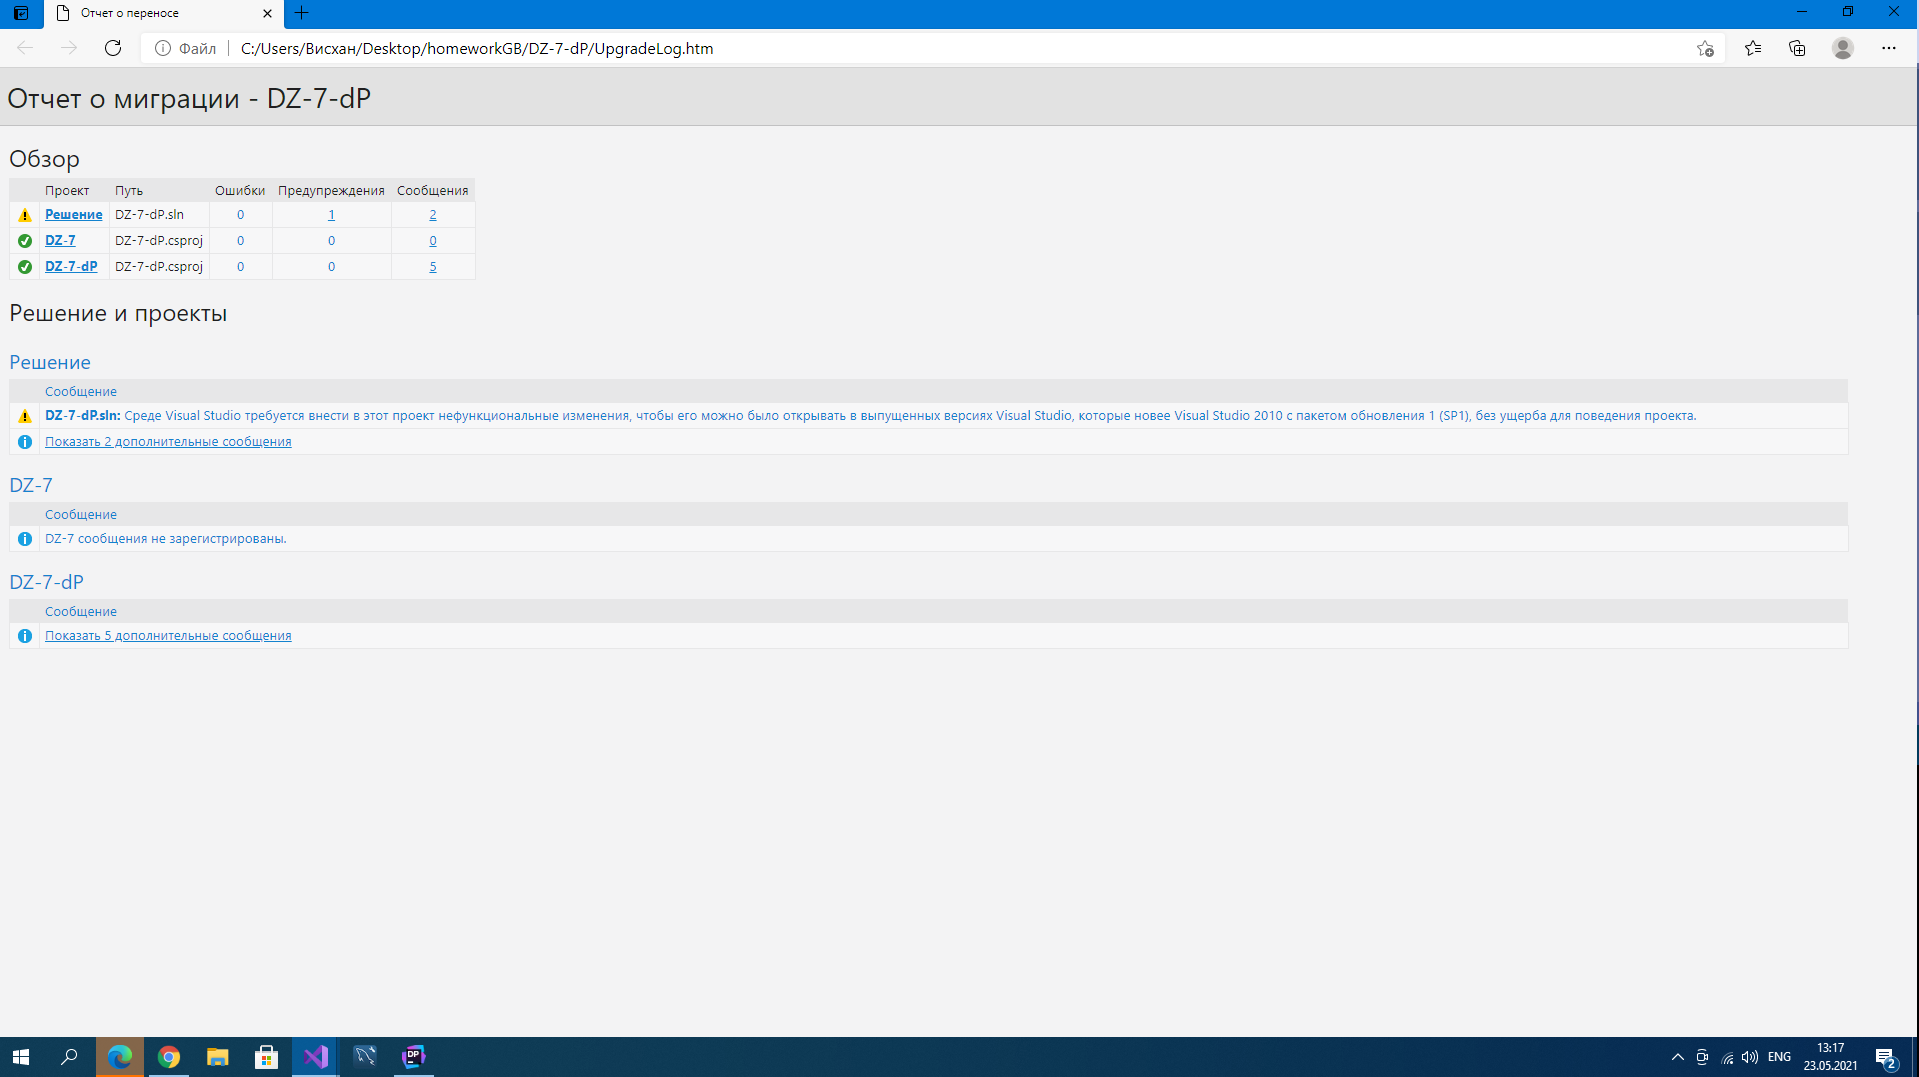 Отчет о переносе
Файл
C:/Users/Висхан/Desktop/homeworkGB/DZ-7-dP/UpgradeLog.htm
Отчет о миграции - DZ-7-dP
Обзор
Проект Путь Ошибки Предупреждения Сообщения
Решение DZ-7-dP.sln 0 1 2
DZ-7 DZ-7-dP.csproj 0 0 0
DZ-7-dP DZ-7-dP.csproj 0 0 5
Решение и проекты
Решение
Сообщение
DZ-7-dP.sln: Среде Visual Studio требуется внести в этот проект нефункциональные изменения, чтобы его можно было открывать в выпущенных версиях Visual Studio, которые новее Visual Studio 2010 с пакетом обновления 1 (SP1), без ущерба для поведения проекта.
Показать 2 дополнительные сообщения
DZ-7
Сообщение
DZ-7 сообщения не зарегистрированы.
DZ-7-dP
Сообщение
Показать 5 дополнительные сообщения
DP
ENG
13:17
23.05.2021
2